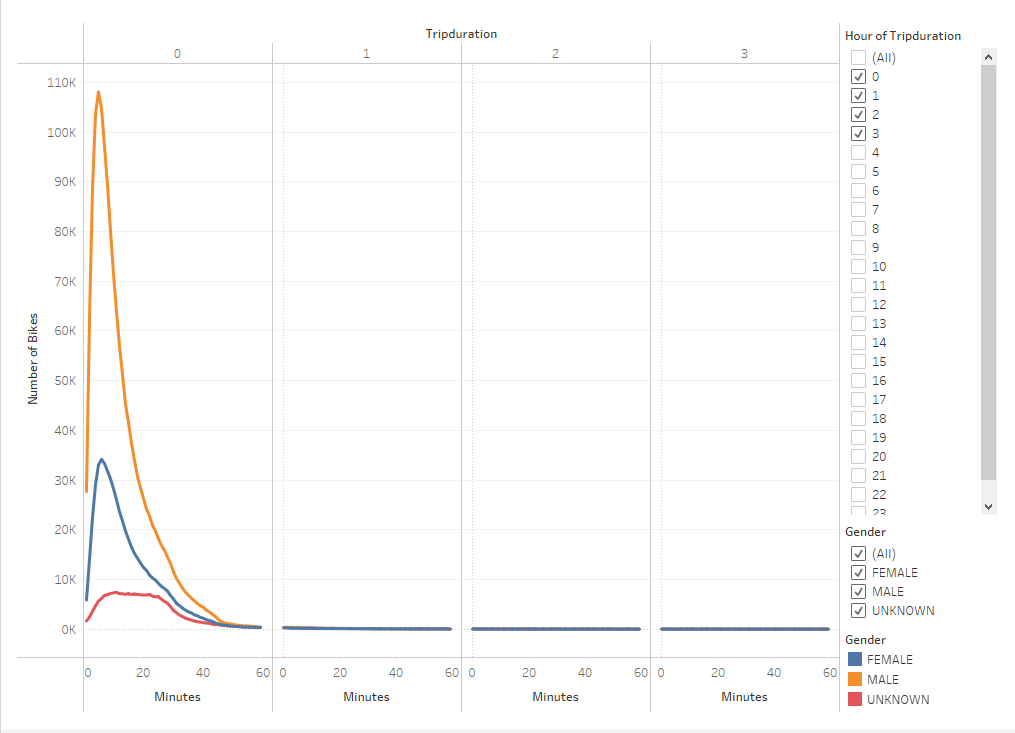 Tripduration
0 1 2 3
110K
100K
90K
80K
70K
60K
50K
40K
30K
20K
10K
0K
Number of Bikes
0 20 40 60 0 20 40 60 0 20 40 60 0 20 40 60
Minutes Minutes Minutes Minutes
Hour of Tripduration
(All)
0
1
2
3
4
5
6
7
8
9
10
11
12
13
14
15
16
17
18
19
20
21
22
23
Gender
(All)
FEMALE
MALE
UNKNOWN
Gender
FEMALE
MALE
UNKNOWN